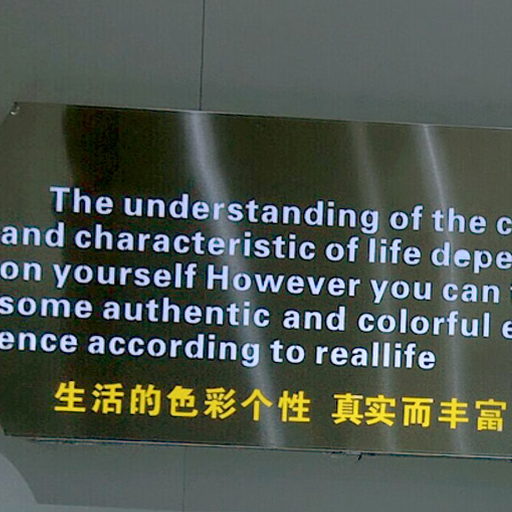 The understanding of the c
and characteristic of life depe
on yourself However you can
some authentic and colorful e
ence according to reallife
生活的色彩个性 真实而丰富